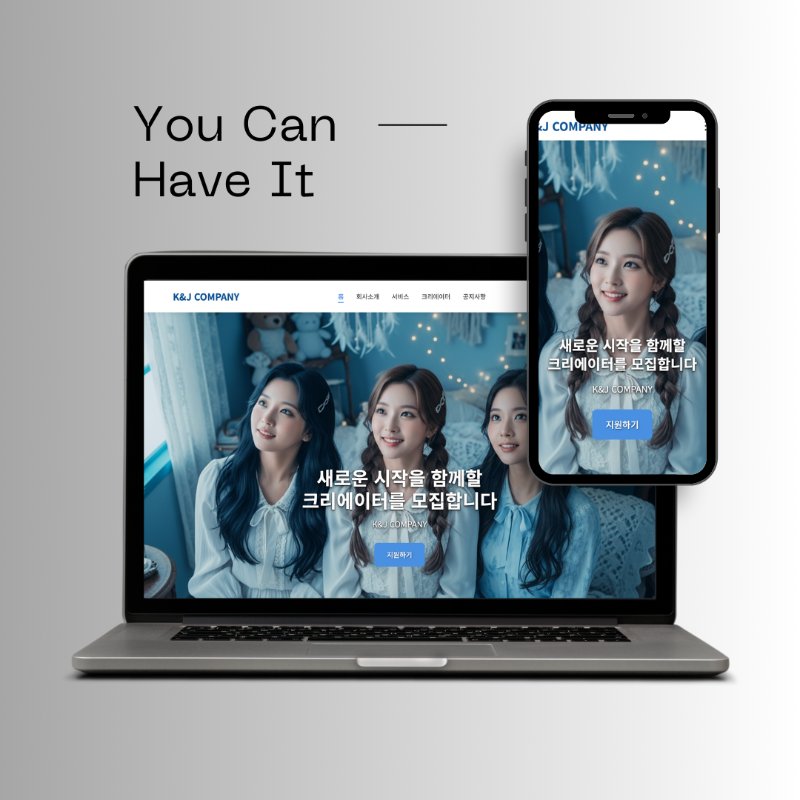 You Can
Have It
K&J COMPANY
홈 회사소개 서비스 크리에이터 공지사항
새로운 시작을 함께할
크리에이터를 모집합니다
K&J COMPANY
지원하기
&J COMPANY
새로운 시작을 함께할
크리에이터를 모집합니다
K&J COMPANY
지원하기